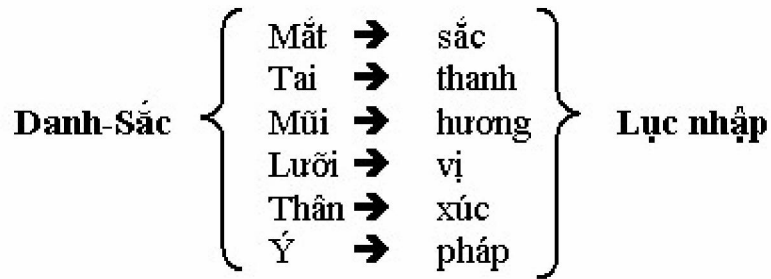 Mắt → sắc
Tai → thanh
Danh-Sắc { Mũi → hương } Lục nhập
Lưỡi → vị
Thân → xúc
Ý → pháp